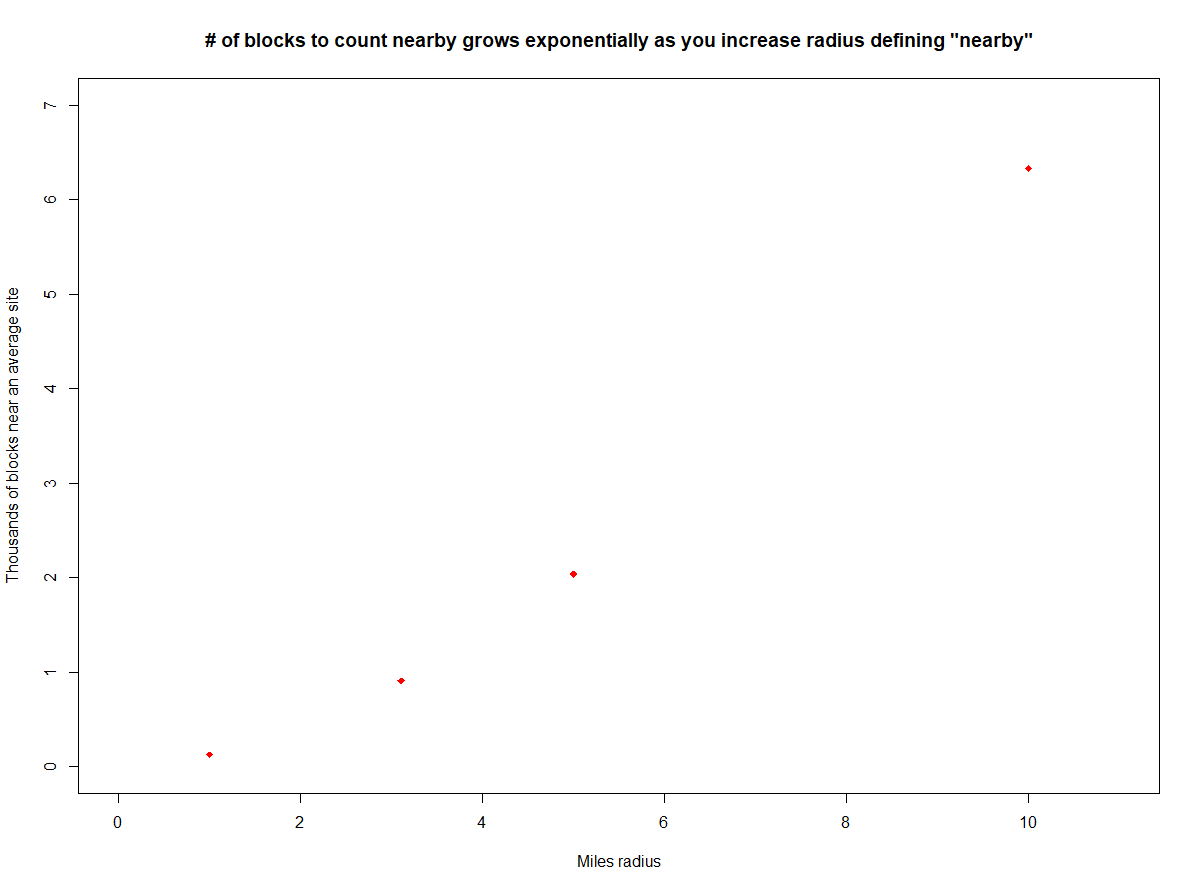 # of blocks to count nearby grows exponentially as you increase radius defining "nearby"
7
6
5
4
3
2
1
0
Thousands of blocks near an average site
0 2 4 6 8 10
Miles radius